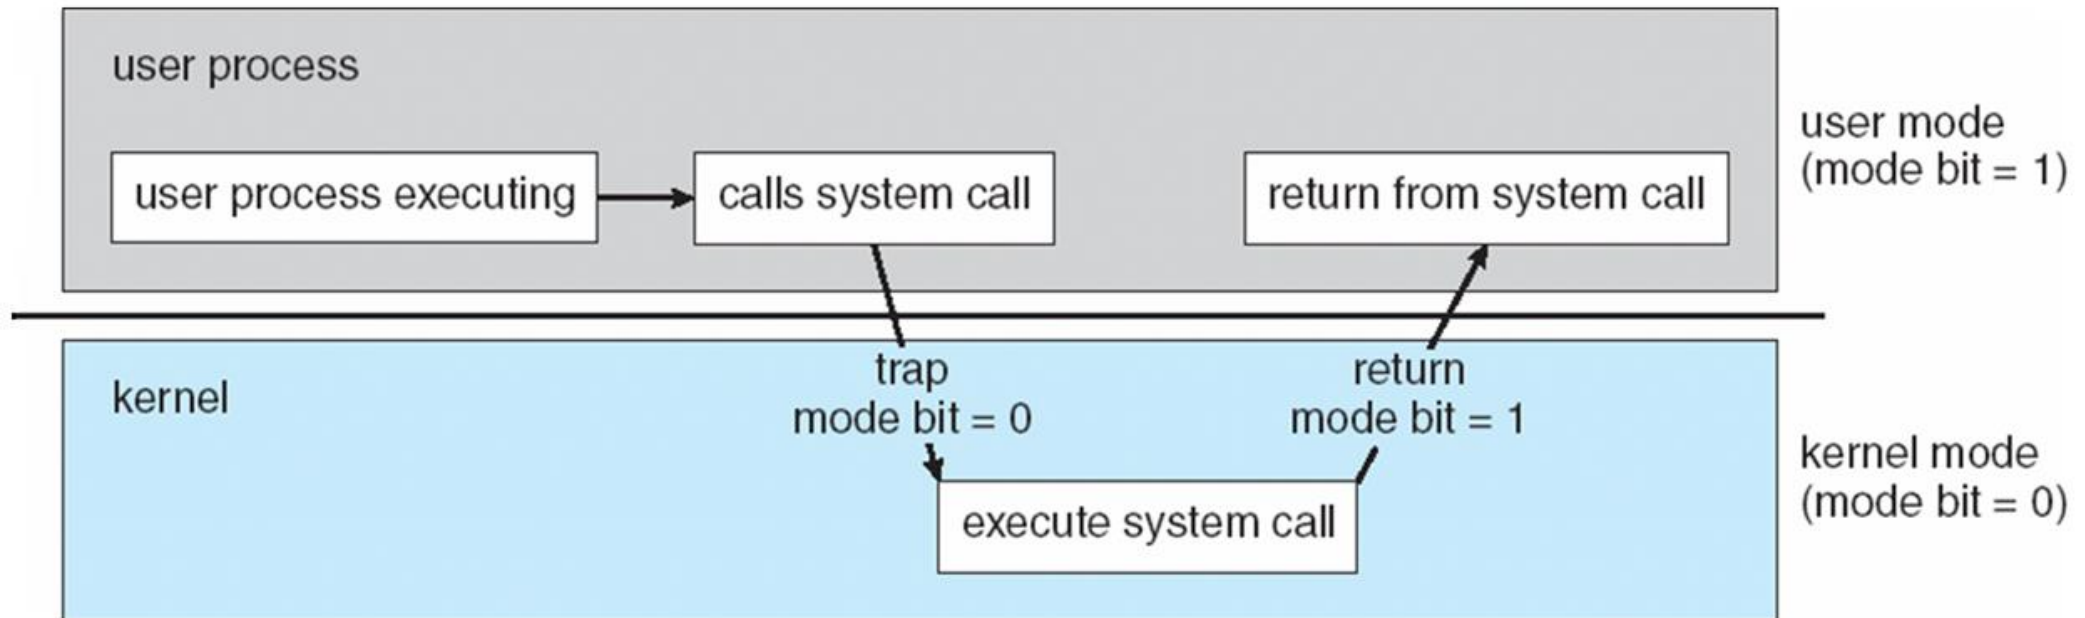 user process
user process executing
calls system call
return from system call
user mode
(mode bit = 1)
kernel
trap
mode bit = 0
return
mode bit = 1
execute system call
kernel mode
(mode bit = 0)